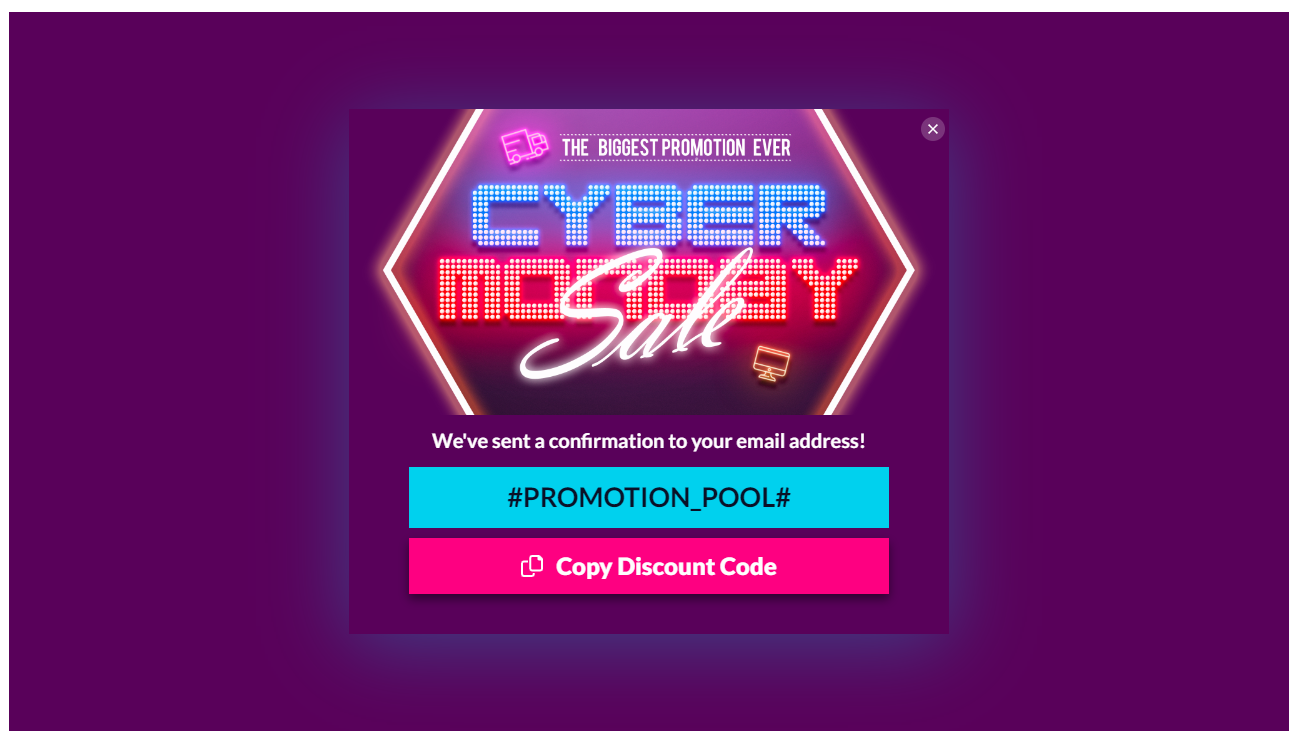 THE BIGGEST PROMOTION EVER
CYBER
MONDAY
Sale
We've sent a confirmation to your email address!
#PROMOTION_POOL#
Copy Discount Code